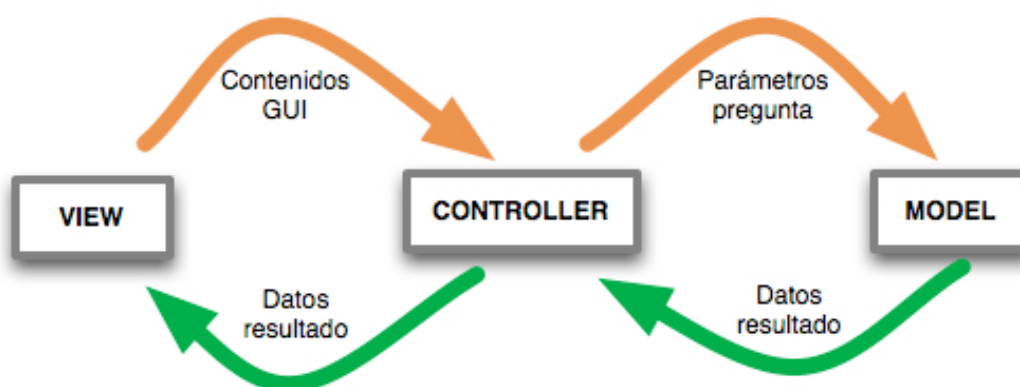 Contenidos
GUI
Parámetros
pregunta
VIEW
CONTROLLER
MODEL
Datos
resultado
Datos
resultado